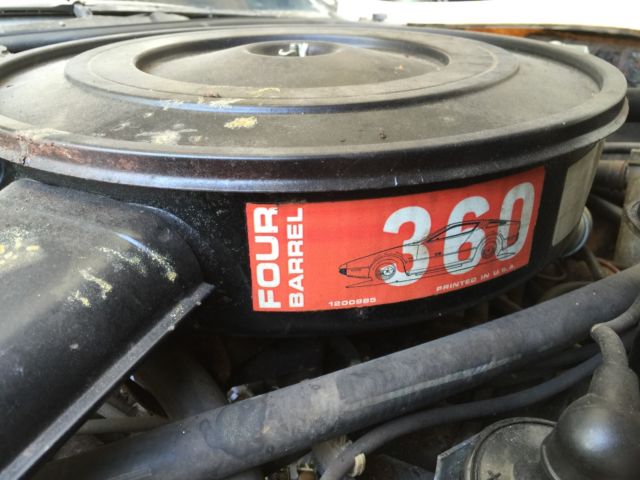 FOUR
BARREL
360
1200985
PRINTED IN U.S.A.